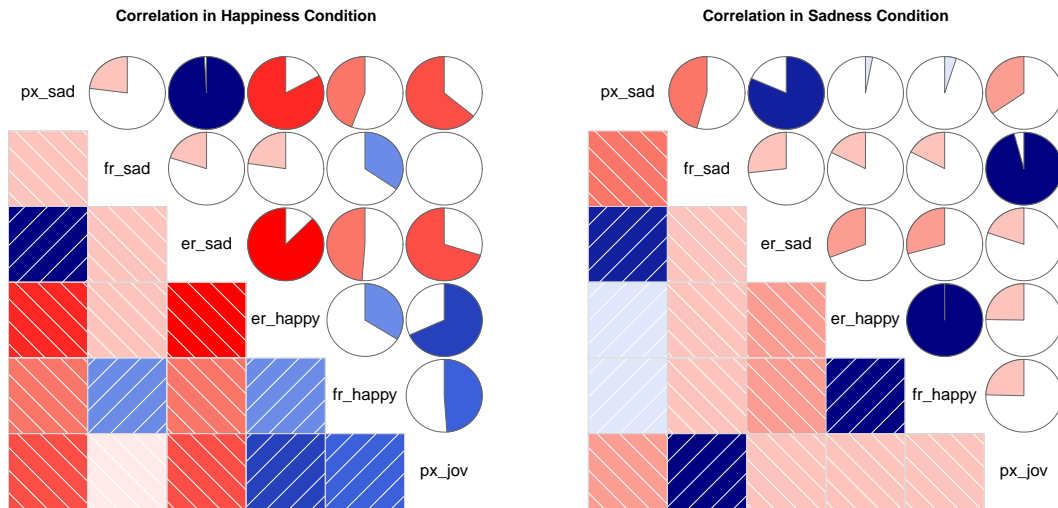 Correlation in Happiness Condition
px_sad
fr_sad
er_sad
er_happy
fr_happy
px_jov
Correlation in Sadness Condition
px_sad
fr_sad
er_sad
er_happy
fr_happy
px_jov